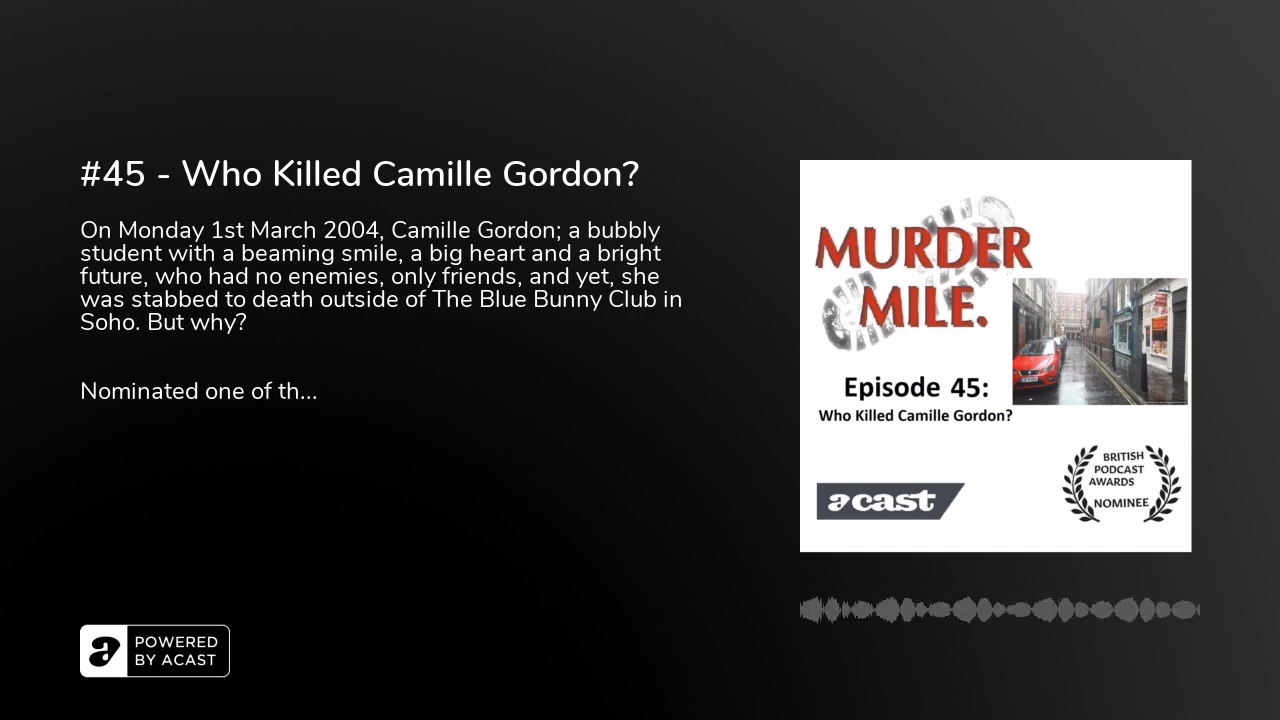 #45 - Who Killed Camille Gordon?
On Monday 1st March 2004, Camille Gordon; a bubbly
student with a beaming smile, a big heart and a bright
future, who had no enemies, only friends, and yet, she
was stabbed to death outside of The Blue Bunny Club in
Soho. But why?
Nominated one of th...
POWERED
BY ACAST
MURDER
MILE.
Episode 45:
Who Killed Camille Gordon?
acast
BRITISH
PODCAST
AWARDS
NOMINEE